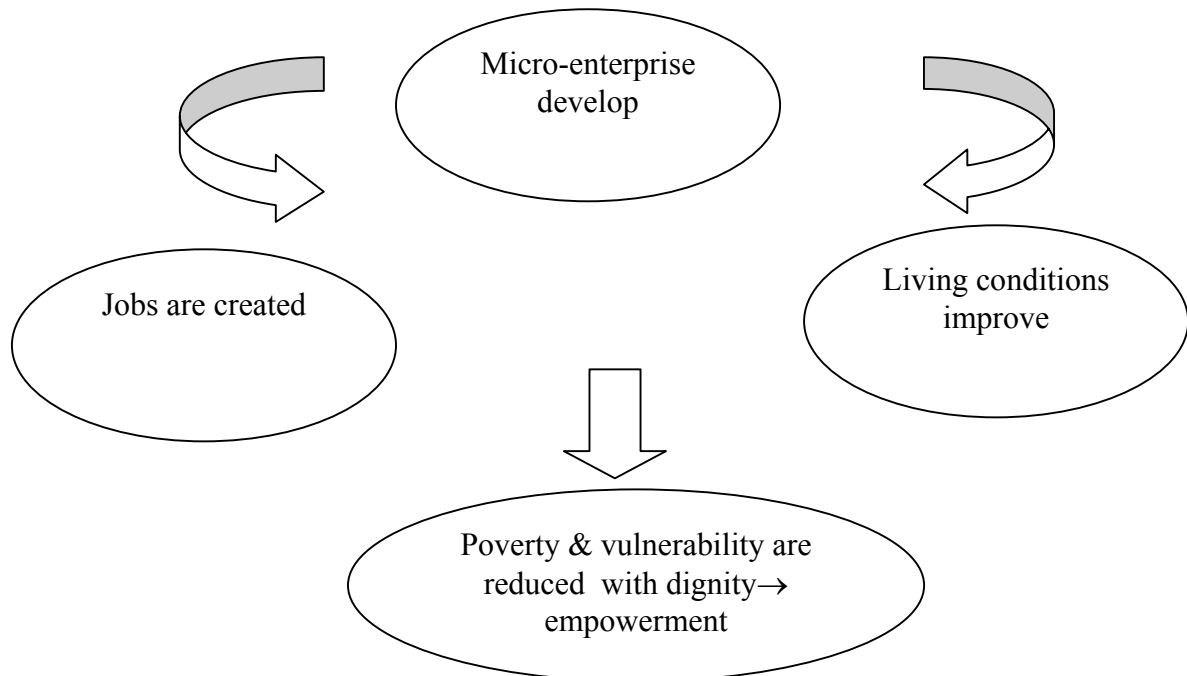 Micro-enterprise
develop
Jobs are created
Living conditions
improve
Poverty & vulnerability are
reduced with dignity→
empowerment